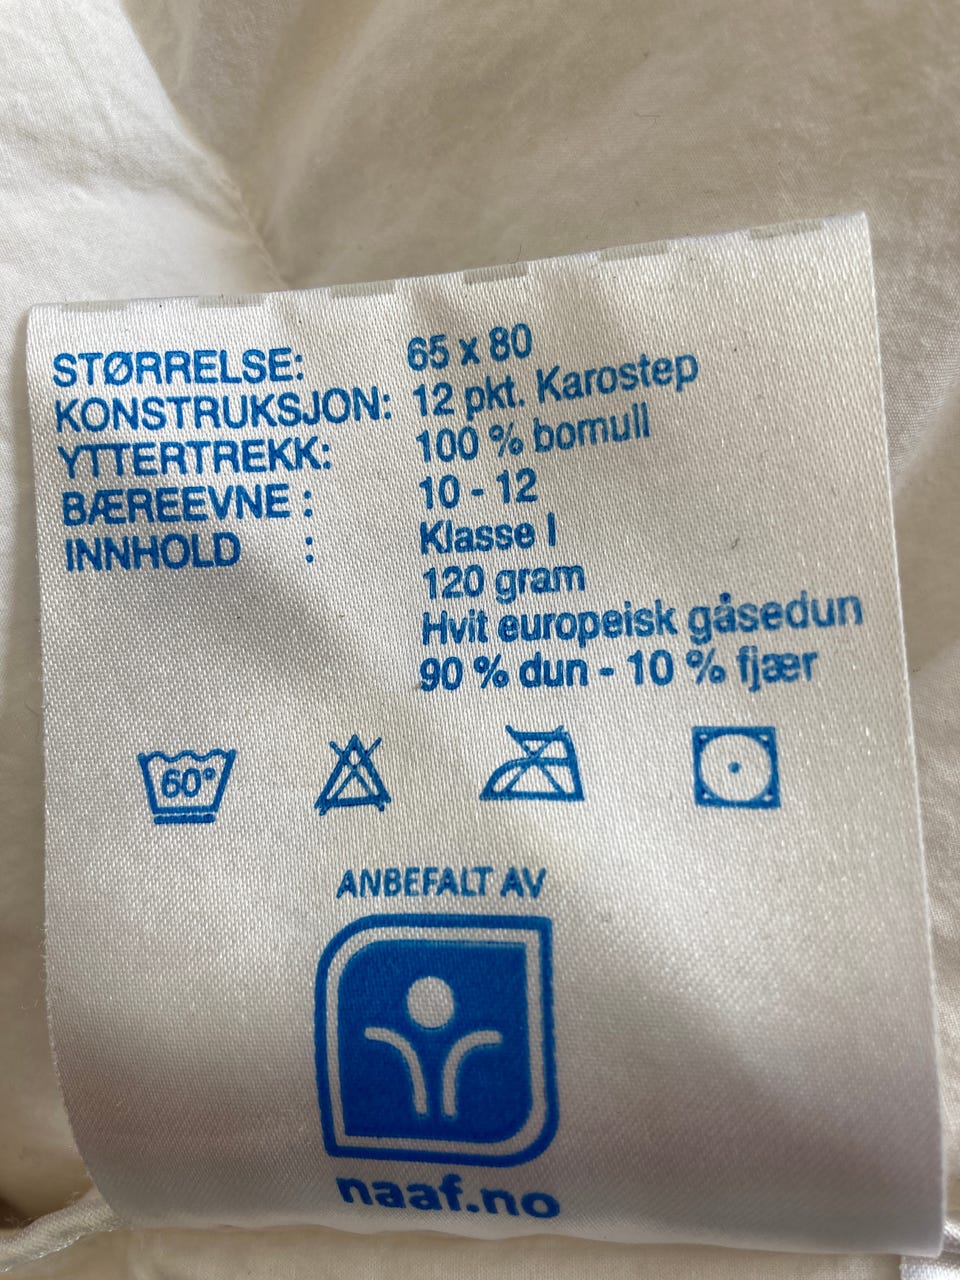 STØRRELSE: 65 x 80
KONSTRUKSJON: 12 pkt. Karostep
YTTERTREKK: 100 % bomull
BÆREEVNE : 10 - 12
INNHOLD : Klasse I
120 gram
Hvit europeisk gåsedun
90 % dun - 10 % fjær
60°
ANBEFALT AV
naaf.no